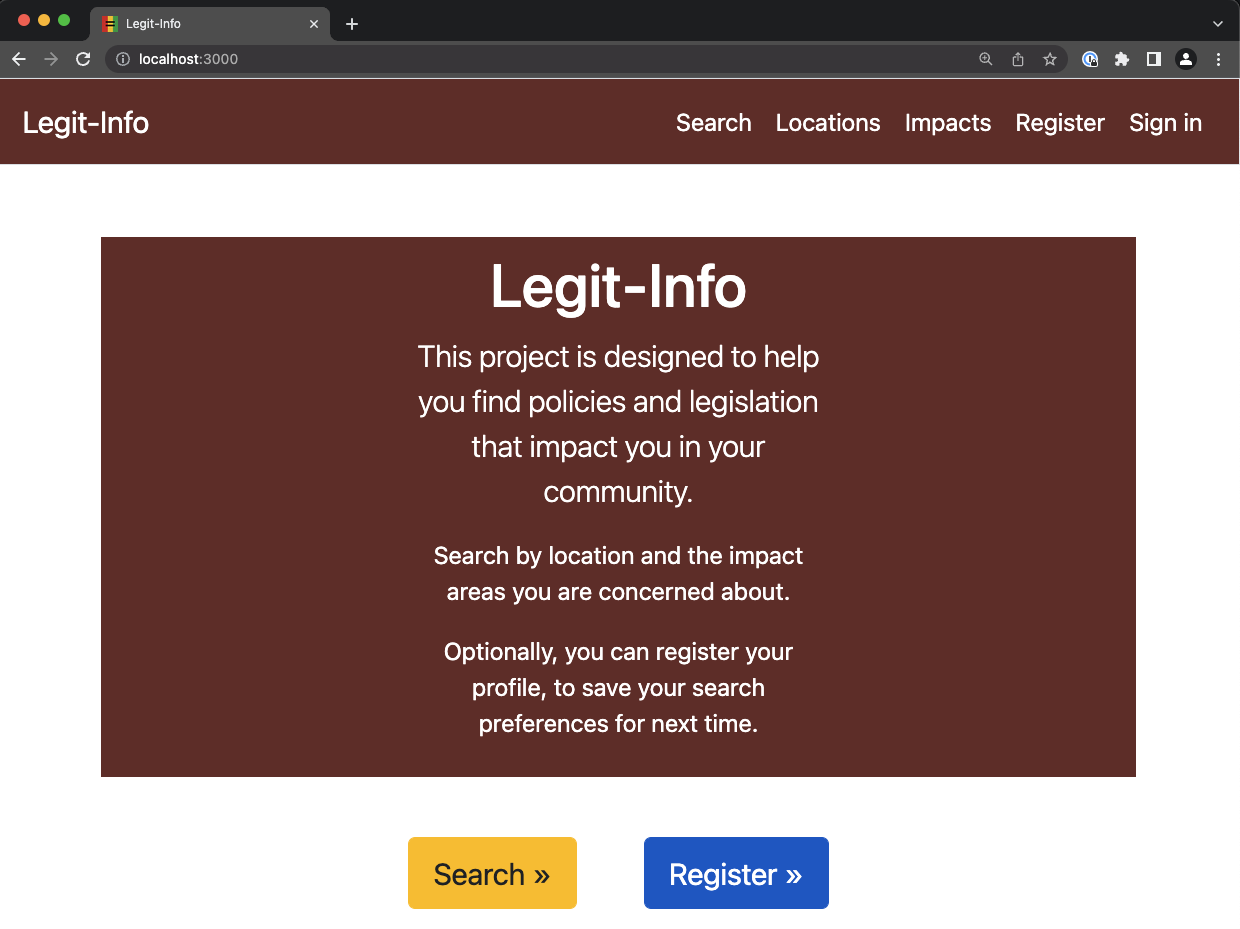 Legit-Info
localhost:3000
Legit-Info
Search Locations Impacts Register Sign in
Legit-Info
This project is designed to help
you find policies and legislation
that impact you in your
community.
Search by location and the impact
areas you are concerned about.
Optionally, you can register your
profile, to save your search
preferences for next time.
Search »
Register »